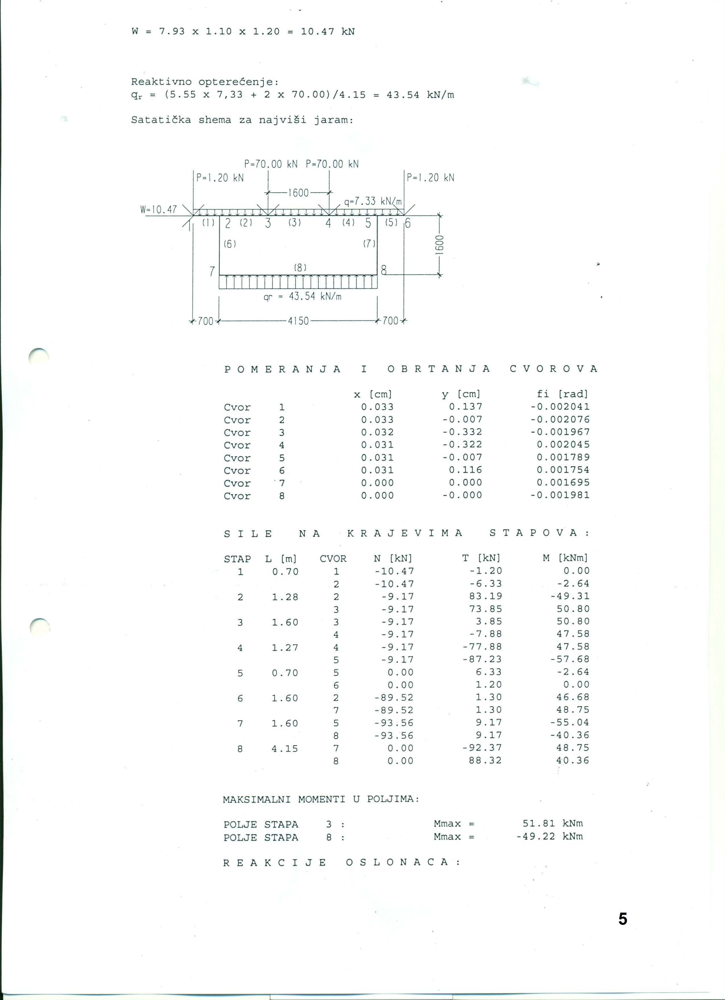 W = 7.93 x 1.10 x 1.20 = 10.47 kN
Reaktivno opterećenje:
qr = (5.55 x 7,33 + 2 x 70.00)/4.15 = 43.54 kN/m
Satatička shema za najviši jaram:
P=70.00 kN P=70.00 kN
P=1.20 kN P=1.20 kN
1600
q=7.33 kN/m
W=10.47
1 (1) 2 (2) 3 (3) 4 (4) 5 (5) 6
(6) (7) 1600
7 (8) 8
qr = 43.54 kN/m
700 4150 700
P O M E R A N J A I O B R T A N J A C V O R O V A
x [cm] y [cm] fi [rad]
Cvor 1 0.033 0.137 -0.002041
Cvor 2 0.033 -0.007 -0.002076
Cvor 3 0.032 -0.332 -0.001967
Cvor 4 0.031 -0.322 0.002045
Cvor 5 0.031 -0.007 0.001789
Cvor 6 0.031 0.116 0.001754
Cvor 7 0.000 0.000 0.001695
Cvor 8 0.000 -0.000 -0.001981
S I L E N A K R A J E V I M A S T A P O V A :
STAP L [m] CVOR N [kN] T [kN] M [kNm]
1 0.70 1 -10.47 -1.20 0.00
2 -10.47 -6.33 -2.64
2 1.28 2 -9.17 83.19 -49.31
3 -9.17 73.85 50.80
3 1.60 3 -9.17 3.85 50.80
4 -9.17 -7.88 47.58
4 1.27 4 -9.17 -77.88 47.58
5 -9.17 -87.23 -57.68
5 0.70 5 0.00 6.33 -2.64
6 0.00 1.20 0.00
6 1.60 2 -89.52 1.30 46.68
7 -89.52 1.30 48.75
7 1.60 5 -93.56 9.17 -55.04
8 -93.56 9.17 -40.36
8 4.15 7 0.00 -92.37 48.75
8 0.00 88.32 40.36
MAKSIMALNI MOMENTI U POLJIMA:
POLJE STAPA 3 : Mmax = 51.81 kNm
POLJE STAPA 8 : Mmax = -49.22 kNm
R E A K C I J E O S L O N A C A :
5